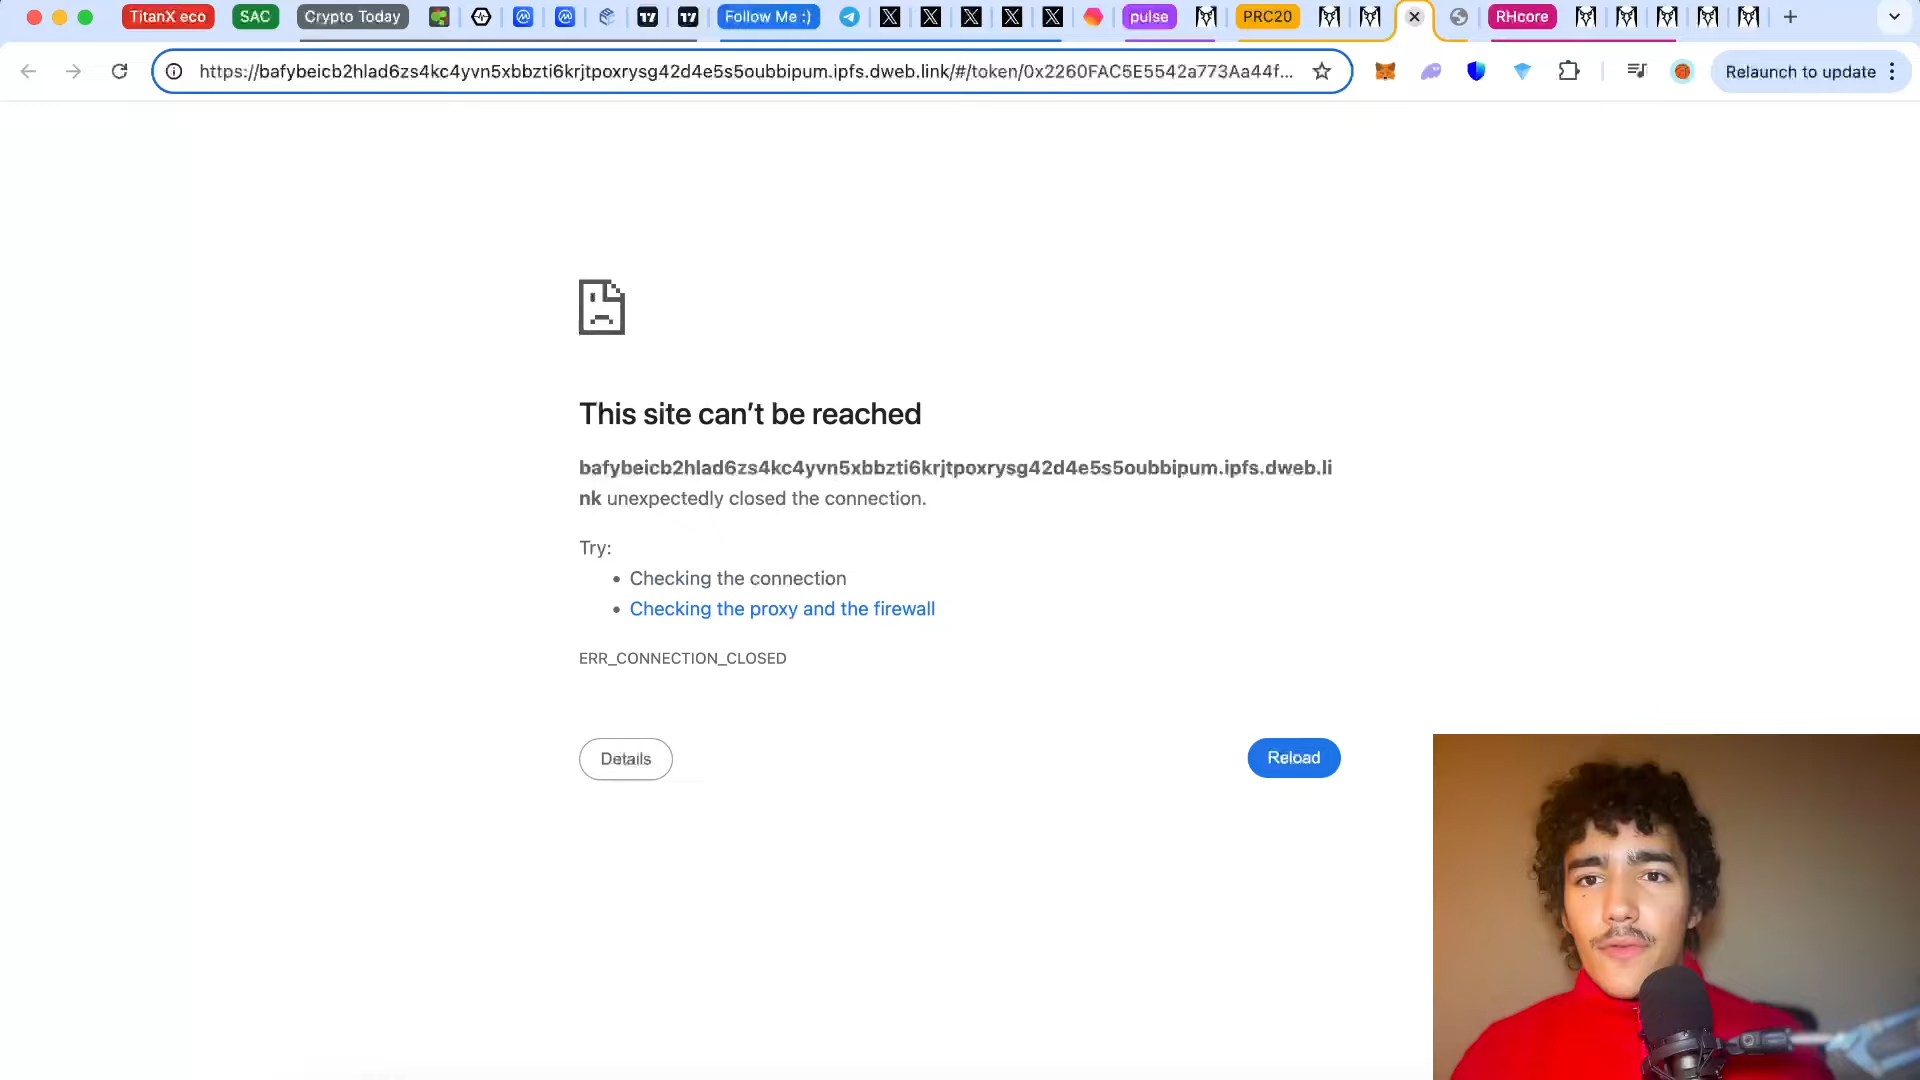 TitanX eco SAC Crypto Today Follow Me :) pulse PRC20 RHcore
https://bafybeicb2hlad6zs4kc4yvn5xbbzti6krjtpoxrysg42d4e5s5oubbipum.ipfs.dweb.link/#/token/0x2260FAC5E5542a773Aa44f... Relaunch to update
This site can't be reached
bafybeicb2hlad6zs4kc4yvn5xbbzti6krjtpoxrysg42d4e5s5oubbipum.ipfs.dweb.li
nk unexpectedly closed the connection.
Try:
• Checking the connection
• Checking the proxy and the firewall
ERR_CONNECTION_CLOSED
Details Reload